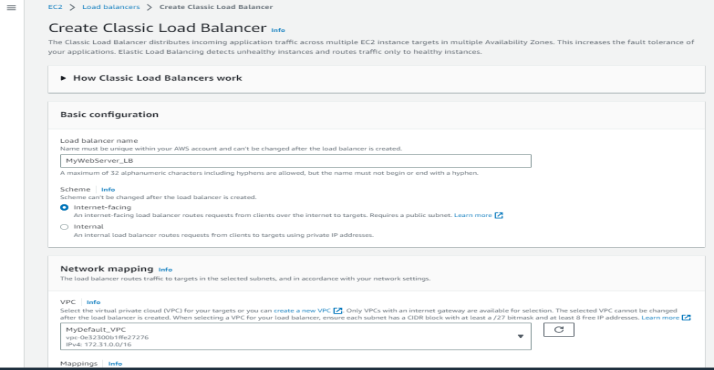 EC2 > Load balancers > Create Classic Load Balancer
Create Classic Load Balancer Info
The Classic Load Balancer distributes incoming application traffic across multiple EC2 instance targets in multiple Availability Zones. This increases the fault tolerance of
your applications. Elastic Load Balancing detects unhealthy instances and routes traffic only to healthy instances.
How Classic Load Balancers work
Basic configuration
Load balancer name
Name must be unique within your AWS account and can't be changed after the load balancer is created.
MyWebServer_LB
A maximum of 32 alphanumeric characters including hyphens are allowed, but the name must not begin or end with a hyphen.
Scheme | Info
Scheme can't be changed after the load balancer is created.
Internet-facing
An internet-facing load balancer routes requests from clients over the internet to targets. Requires a public subnet. Learn more
Internal
An internal load balancer routes requests from clients to targets using private IP addresses.
Network mapping Info
The load balancer routes traffic to targets in the selected subnets, and in accordance with your network settings.
VPC | Info
Select the virtual private cloud (VPC) for your targets or you can create a new VPC. Only VPCs with an internet gateway are available for selection. The selected VPC cannot be changed
after the load balancer is created. When selecting a VPC for your load balancer, ensure each subnet has a CIDR block with at least a /27 bitmask and at least 8 free IP addresses. Learn more
MyDefault_VPC
vpc-0e32300b1ffe27276
IPv4: 172.31.0.0/16
Mappings | Info